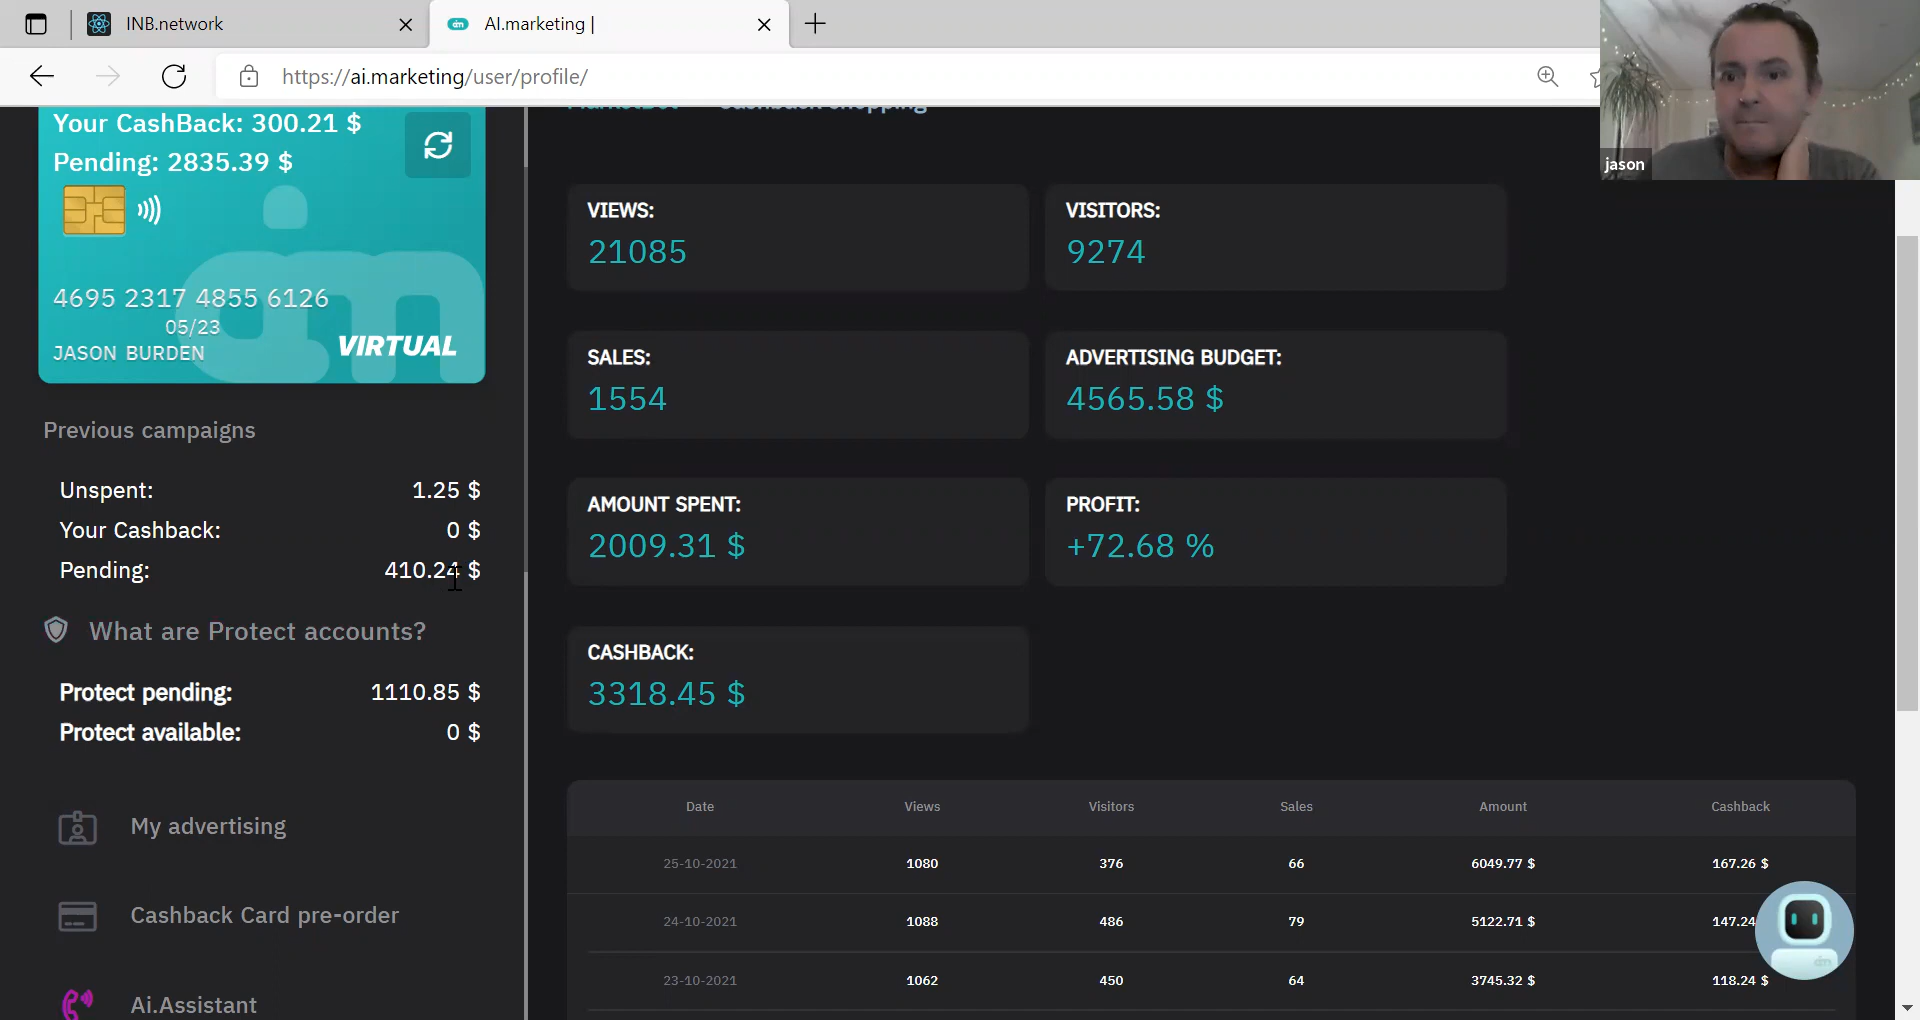 INB.network
AI.marketing |
https://ai.marketing/user/profile/
jason
Your CashBack: 300.21 $
Pending: 2835.39 $
4695 2317 4855 6126
05/23
JASON BURDEN
VIRTUAL
Previous campaigns
Unspent: 1.25 $
Your Cashback: 0 $
Pending: 410.24 $
What are Protect accounts?
Protect pending: 1110.85 $
Protect available: 0 $
My advertising
Cashback Card pre-order
Ai.Assistant
MarketBot Cashback shopping
VIEWS:
21085
VISITORS:
9274
SALES:
1554
ADVERTISING BUDGET:
4565.58 $
AMOUNT SPENT:
2009.31 $
PROFIT:
+72.68 %
CASHBACK:
3318.45 $
Date Views Visitors Sales Amount Cashback
25-10-2021 1080 376 66 6049.77 $ 167.26 $
24-10-2021 1088 486 79 5122.71 $ 147.24
23-10-2021 1062 450 64 3745.32 $ 118.24 $